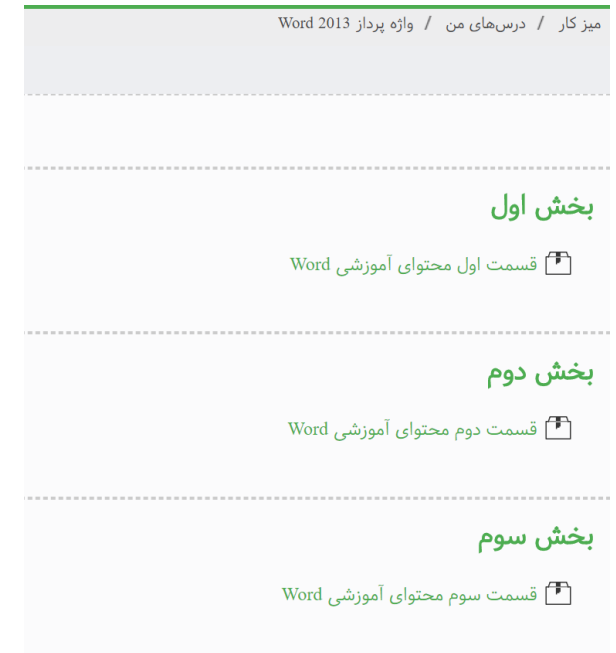 میز کار / درس‌های من / واژه پرداز Word 2013
بخش اول
قسمت اول محتوای آموزشی Word
بخش دوم
قسمت دوم محتوای آموزشی Word
بخش سوم
قسمت سوم محتوای آموزشی Word